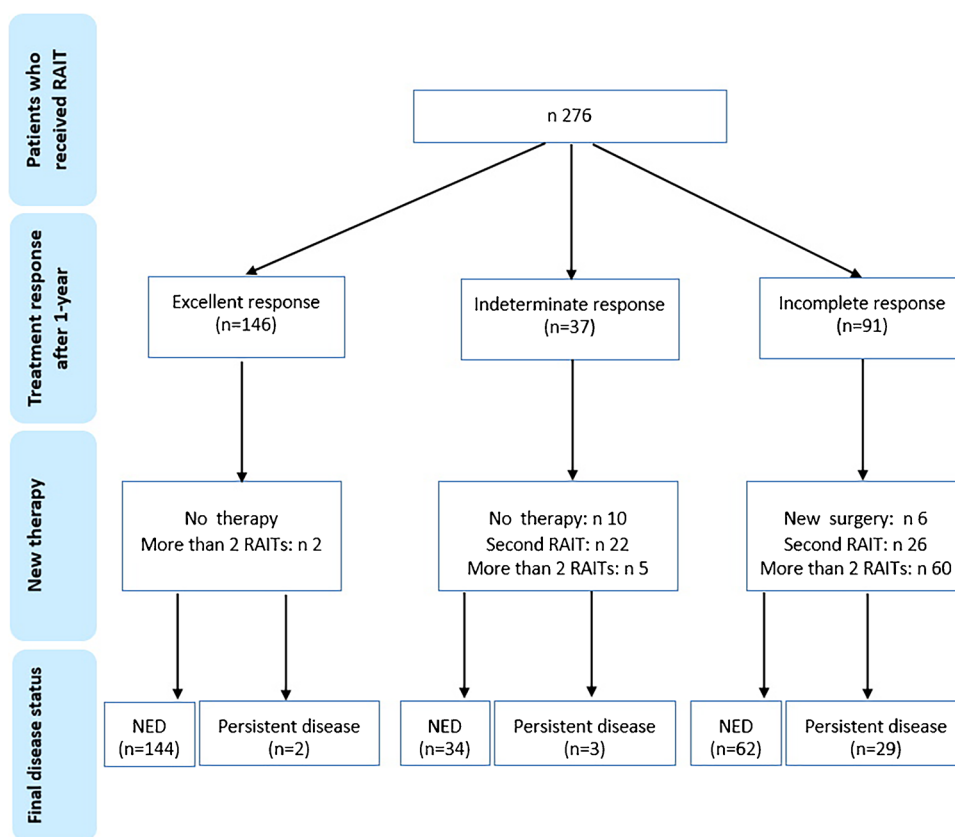 Patients who
received RAIT
n 276
Treatment response
after 1-year
Excellent response
(n=146)
Indeterminate response
(n=37)
Incomplete response
(n=91)
New therapy
No therapy
More than 2 RAITs: n 2
No therapy: n 10
Second RAIT: n 22
More than 2 RAITs: n 5
New surgery: n 6
Second RAIT: n 26
More than 2 RAITs: n 60
Final disease status
NED
(n=144)
Persistent disease
(n=2)
NED
(n=34)
Persistent disease
(n=3)
NED
(n=62)
Persistent disease
(n=29)